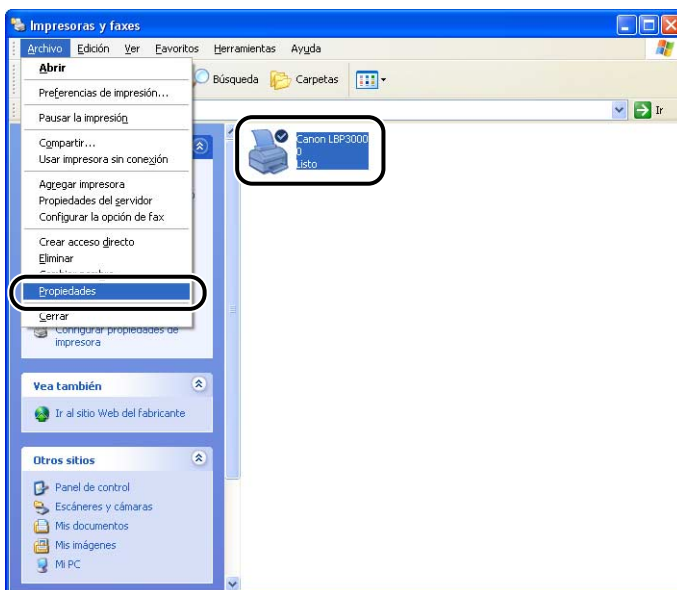 Impresoras y faxes
Archivo Edición Ver Favoritos Herramientas Ayuda
Abrir
Búsqueda Carpetas
Preferencias de impresión...
Pausar la impresión
Ir
Compartir...
Usar impresora sin conexión
Agregar impresora
Propiedades del servidor
Configurar la opción de fax
Crear acceso directo
Eliminar
Propiedades
Cerrar
Configurar propiedades de
impresora
Canon LBP3000
0
Listo
Vea también
Ir al sitio Web del fabricante
Otros sitios
Panel de control
Escáneres y cámaras
Mis documentos
Mis imágenes
Mi PC